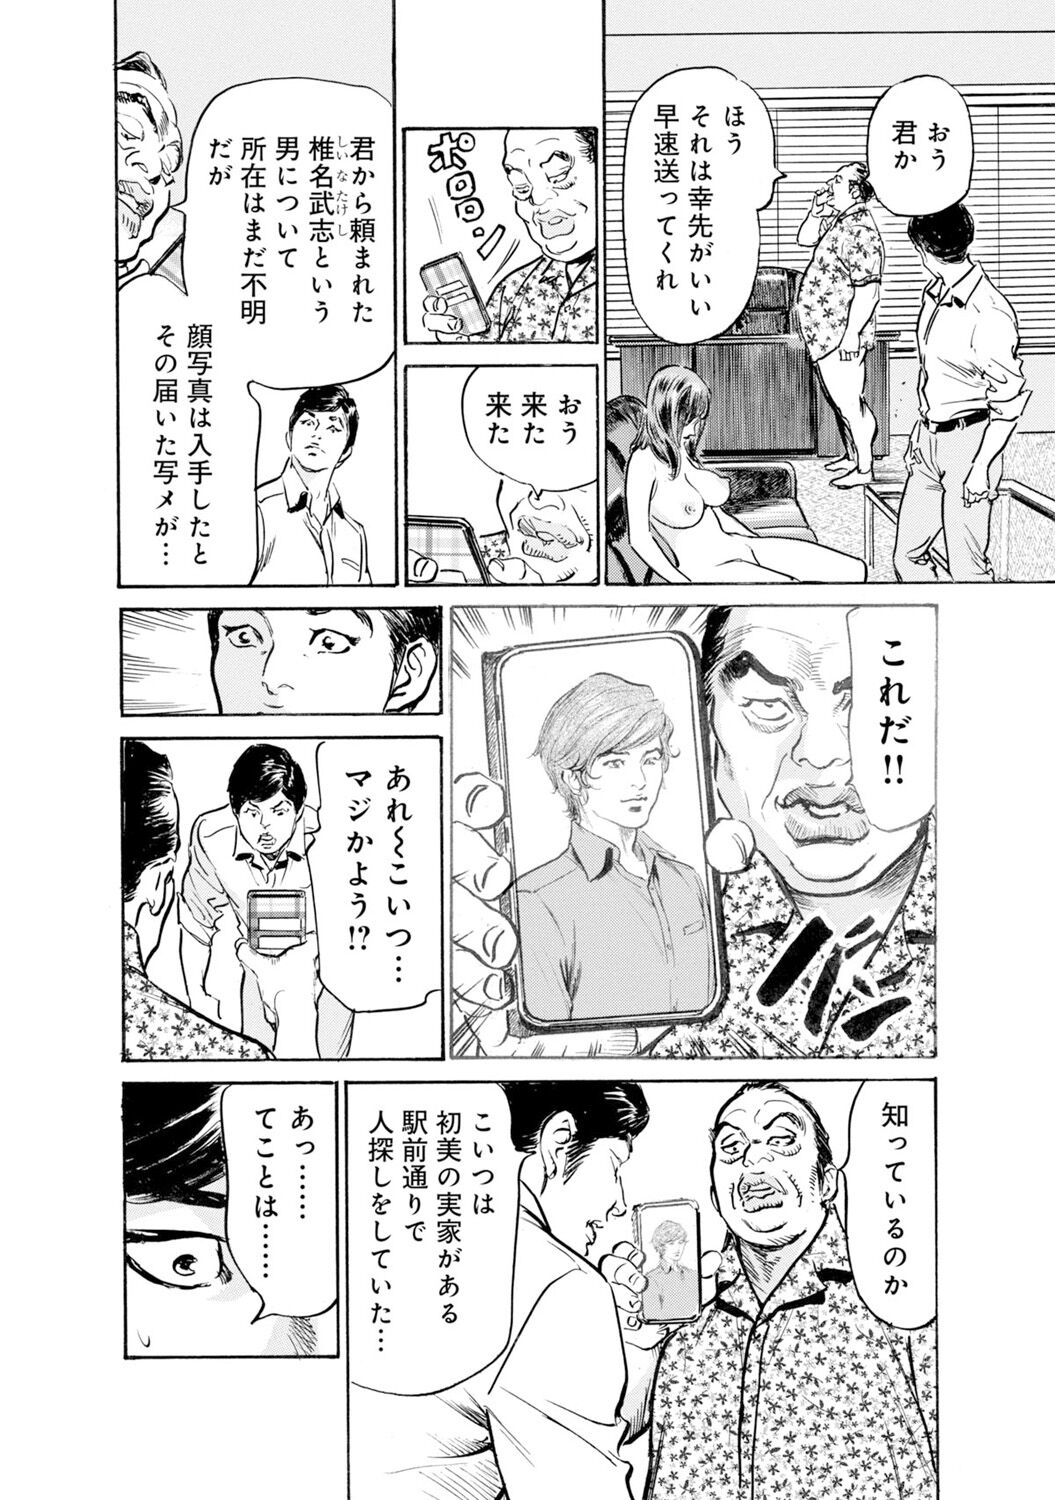 おう
君か
ほう
それは幸先がいい
早速送ってくれ
ポロロン
おう
来た
来た
君から頼まれた
椎名武志という
しいなたけし
男について
所在はまだ不明
だが
顔写真は入手したと
その届いた写メが…
これだ!!
バン
あれ〜こいつ…
マジかよう!?
知っているのか
こいつは
初美の実家がある
駅前通りで
人探しをしていた…
あっ……
てことは……